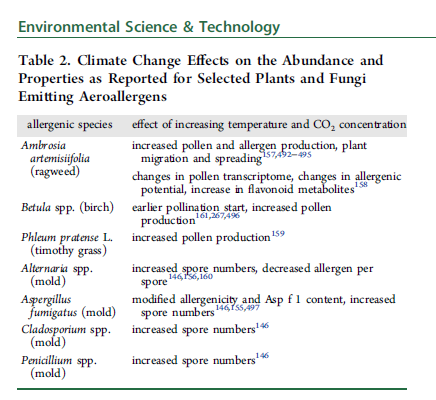 Environmental Science & Technology
Table 2. Climate Change Effects on the Abundance and
Properties as Reported for Selected Plants and Fungi
Emitting Aeroallergens
allergenic species effect of increasing temperature and CO₂ concentration
Ambrosia increased pollen and allergen production, plant
artemisiifolia migration and spreading157,492−495
(ragweed)
changes in pollen transcriptome, changes in allergenic
potential, increase in flavonoid metabolites158
Betula spp. (birch) earlier pollination start, increased pollen
production161,267,496
Phleum pratense L. increased pollen production159
(timothy grass)
Alternaria spp. increased spore numbers, decreased allergen per
(mold) spore146,156,160
Aspergillus modified allergenicity and Asp f 1 content, increased
fumigatus (mold) spore numbers146,155,497
Cladosporium spp. increased spore numbers146
(mold)
Penicillium spp. increased spore numbers146
(mold)